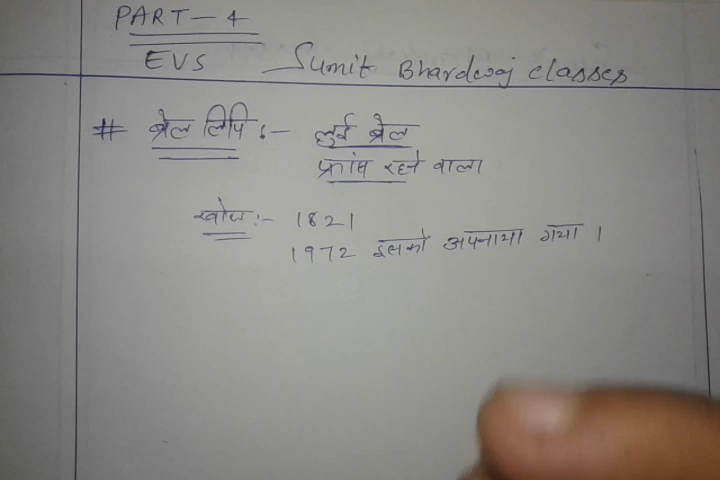 PART - 4
EVS Sumit Bhardwaj classes
# ब्रेल लिपि :- लुई ब्रेल
फ्रांस रहने वाला
खोज :- 1821
1972 इसको अपनाया गया ।